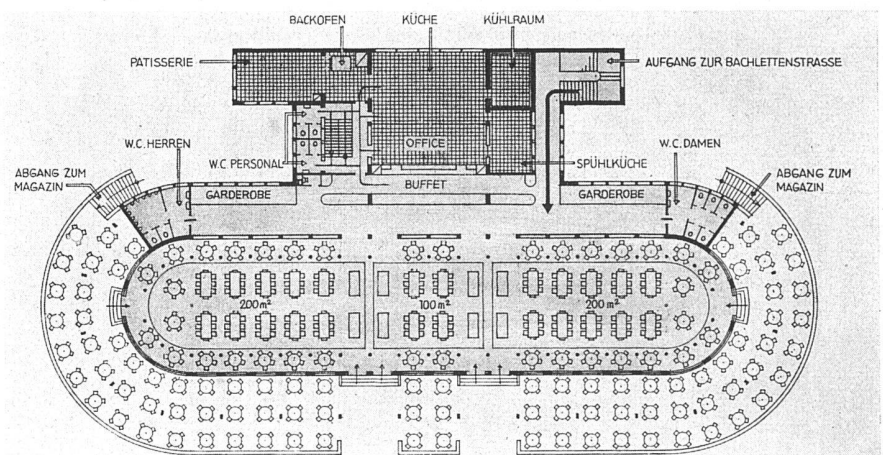 BACKOFEN
KÜCHE
KÜHLRAUM
PATISSERIE
AUFGANG ZUR BACHLETTENSTRASSE
W.C. HERREN
W.C. PERSONAL
OFFICE
SPÜHLKÜCHE
W.C. DAMEN
ABGANG ZUM
MAGAZIN
BUFFET
ABGANG ZUM
MAGAZIN
GARDEROBE
GARDEROBE
200 m²
100 m²
200 m²